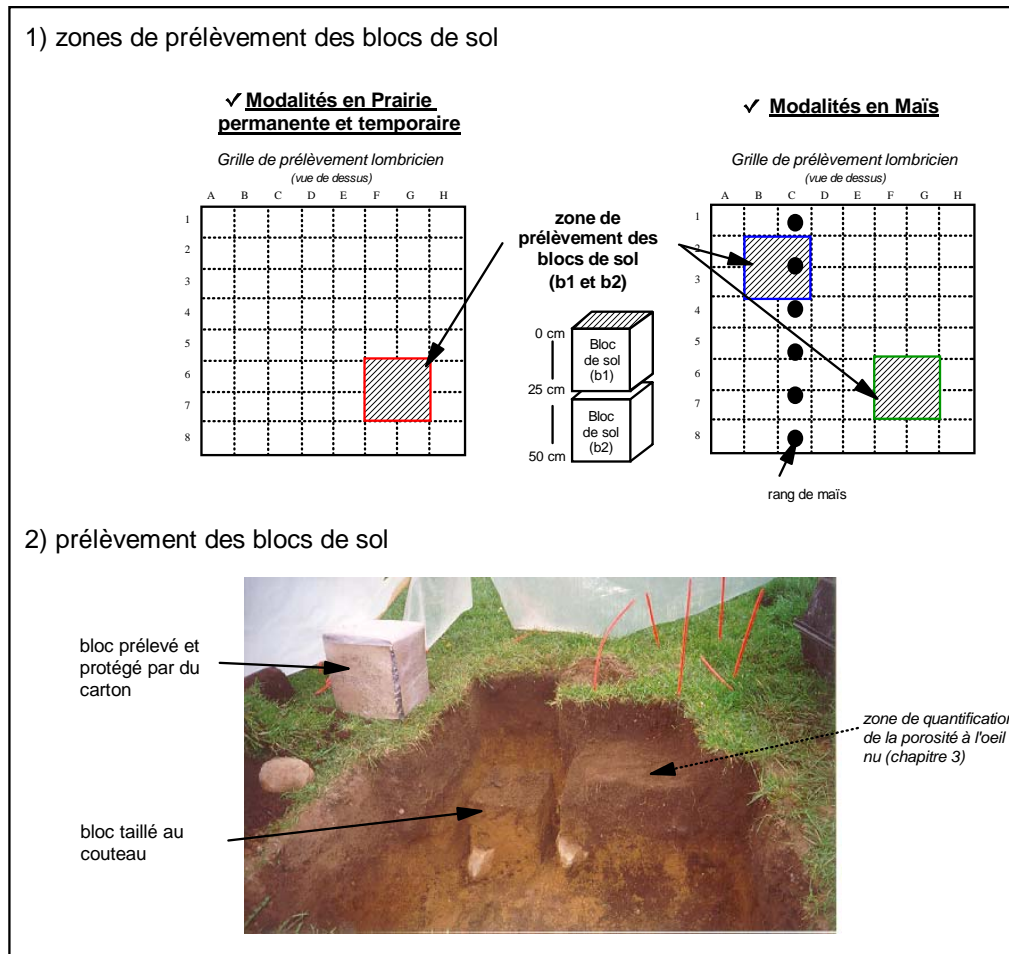 1) zones de prélèvement des blocs de sol
✓ Modalités en Prairie
permanente et temporaire
Grille de prélèvement lombricien
(vue de dessus)
A B C D E F G H
1
2
3
4
5
6
7
8
zone de
prélèvement des
blocs de sol
(b1 et b2)
0 cm
Bloc
de sol
(b1)
25 cm
Bloc
de sol
(b2)
50 cm
✓ Modalités en Maïs
Grille de prélèvement lombricien
(vue de dessus)
A B C D E F G H
1
2
3
4
5
6
7
8
rang de maïs
2) prélèvement des blocs de sol
bloc prélevé et
protégé par du
carton
zone de quantification
de la porosité à l'oeil
nu (chapitre 3)
bloc taillé au
couteau